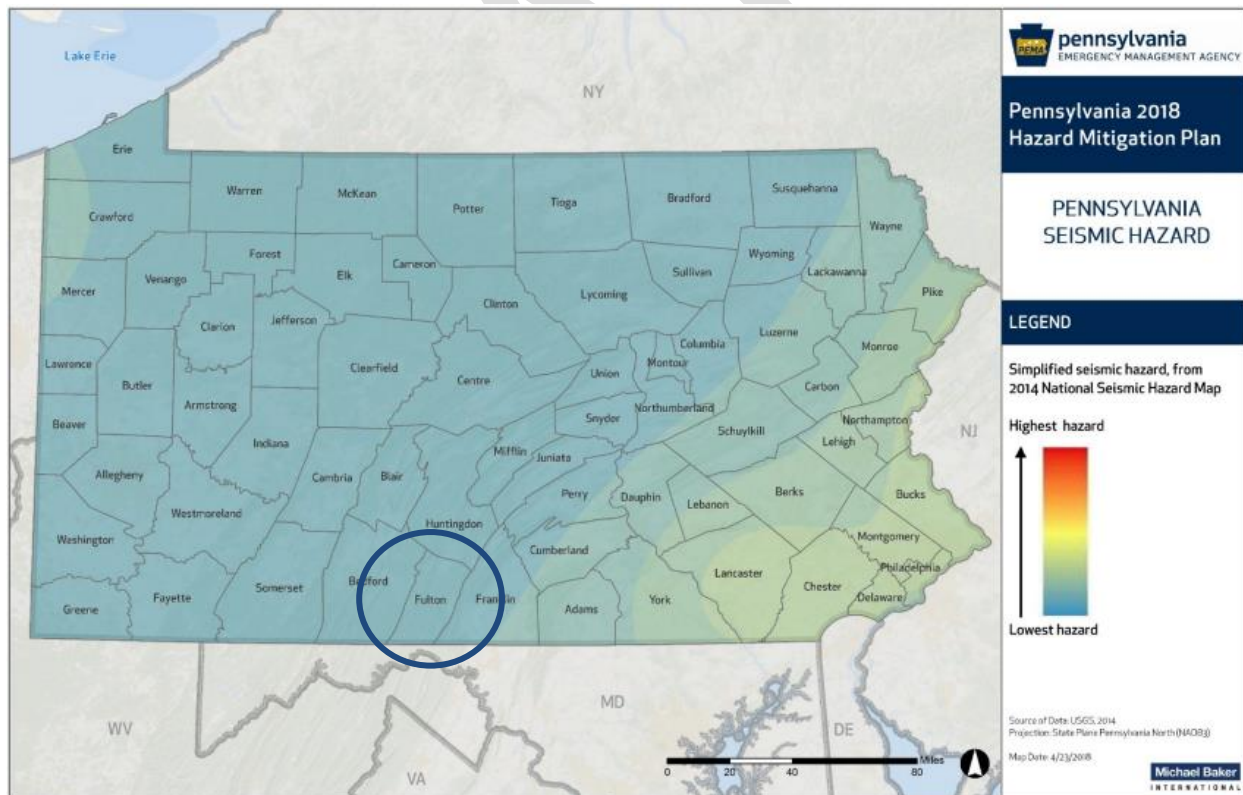 Lake Erie
NY
Erie
Warren
McKean
Potter
Tioga
Bradford
Susquehanna
Wayne
Crawford
Forest
Cameron
Elk
Sullivan
Wyoming
Lackawanna
Pike
Mercer
Venango
Clinton
Lycoming
Clarion
Jefferson
Luzerne
Monroe
Columbia
Lawrence
Butler
Clearfield
Centre
Union
Montour
Carbon
Armstrong
Snyder
Northumberland
Northampton
NJ
Beaver
Indiana
Schuylkill
Lehigh
Allegheny
Cambria
Blair
Mifflin
Juniata
Perry
Dauphin
Lebanon
Berks
Bucks
Westmoreland
Huntingdon
Washington
Cumberland
Montgomery
Philadelphia
Lancaster
Chester
Delaware
Greene
Fayette
Somerset
Bedford
Fulton
Franklin
Adams
York
WV
MD
DE
VA
0 20 40 80
Miles
PEMA
pennsylvania
EMERGENCY MANAGEMENT AGENCY
Pennsylvania 2018
Hazard Mitigation Plan
PENNSYLVANIA
SEISMIC HAZARD
LEGEND
Simplified seismic hazard, from
2014 National Seismic Hazard Map
Highest hazard
Lowest hazard
Source of Data: USGS, 2014
Projection: State Plane Pennsylvania North (NAD83)
Map Date: 4/23/2018
Michael Baker
INTERNATIONAL